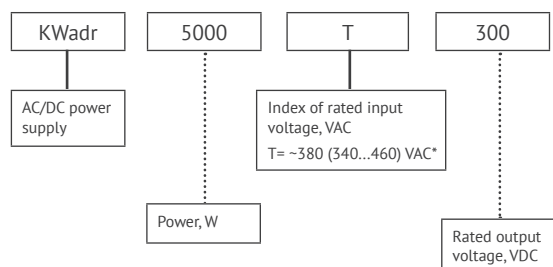 KWadr 5000 T 300
AC/DC power
supply
Index of rated input
voltage, VAC
T= ~380 (340...460) VAC*
Power, W
Rated output
voltage, VDC